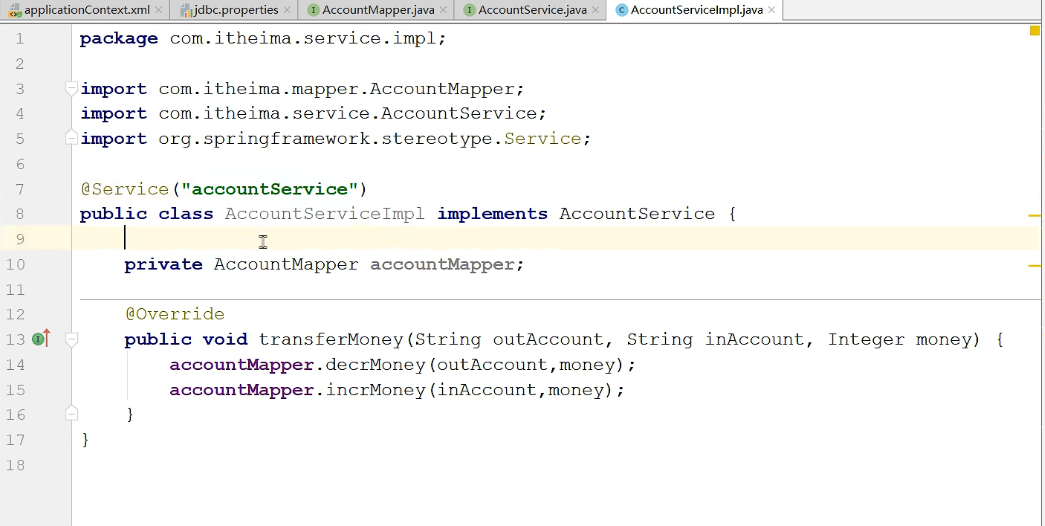 applicationContext.xml × jdbc.properties × AccountMapper.java × AccountService.java × AccountServiceImpl.java ×
1 package com.itheima.service.impl;
2
3 import com.itheima.mapper.AccountMapper;
4 import com.itheima.service.AccountService;
5 import org.springframework.stereotype.Service;
6
7 @Service("accountService")
8 public class AccountServiceImpl implements AccountService {
9
10 private AccountMapper accountMapper;
11
12 @Override
13 public void transferMoney(String outAccount, String inAccount, Integer money) {
14 accountMapper.decrMoney(outAccount,money);
15 accountMapper.incrMoney(inAccount,money);
16 }
17 }
18